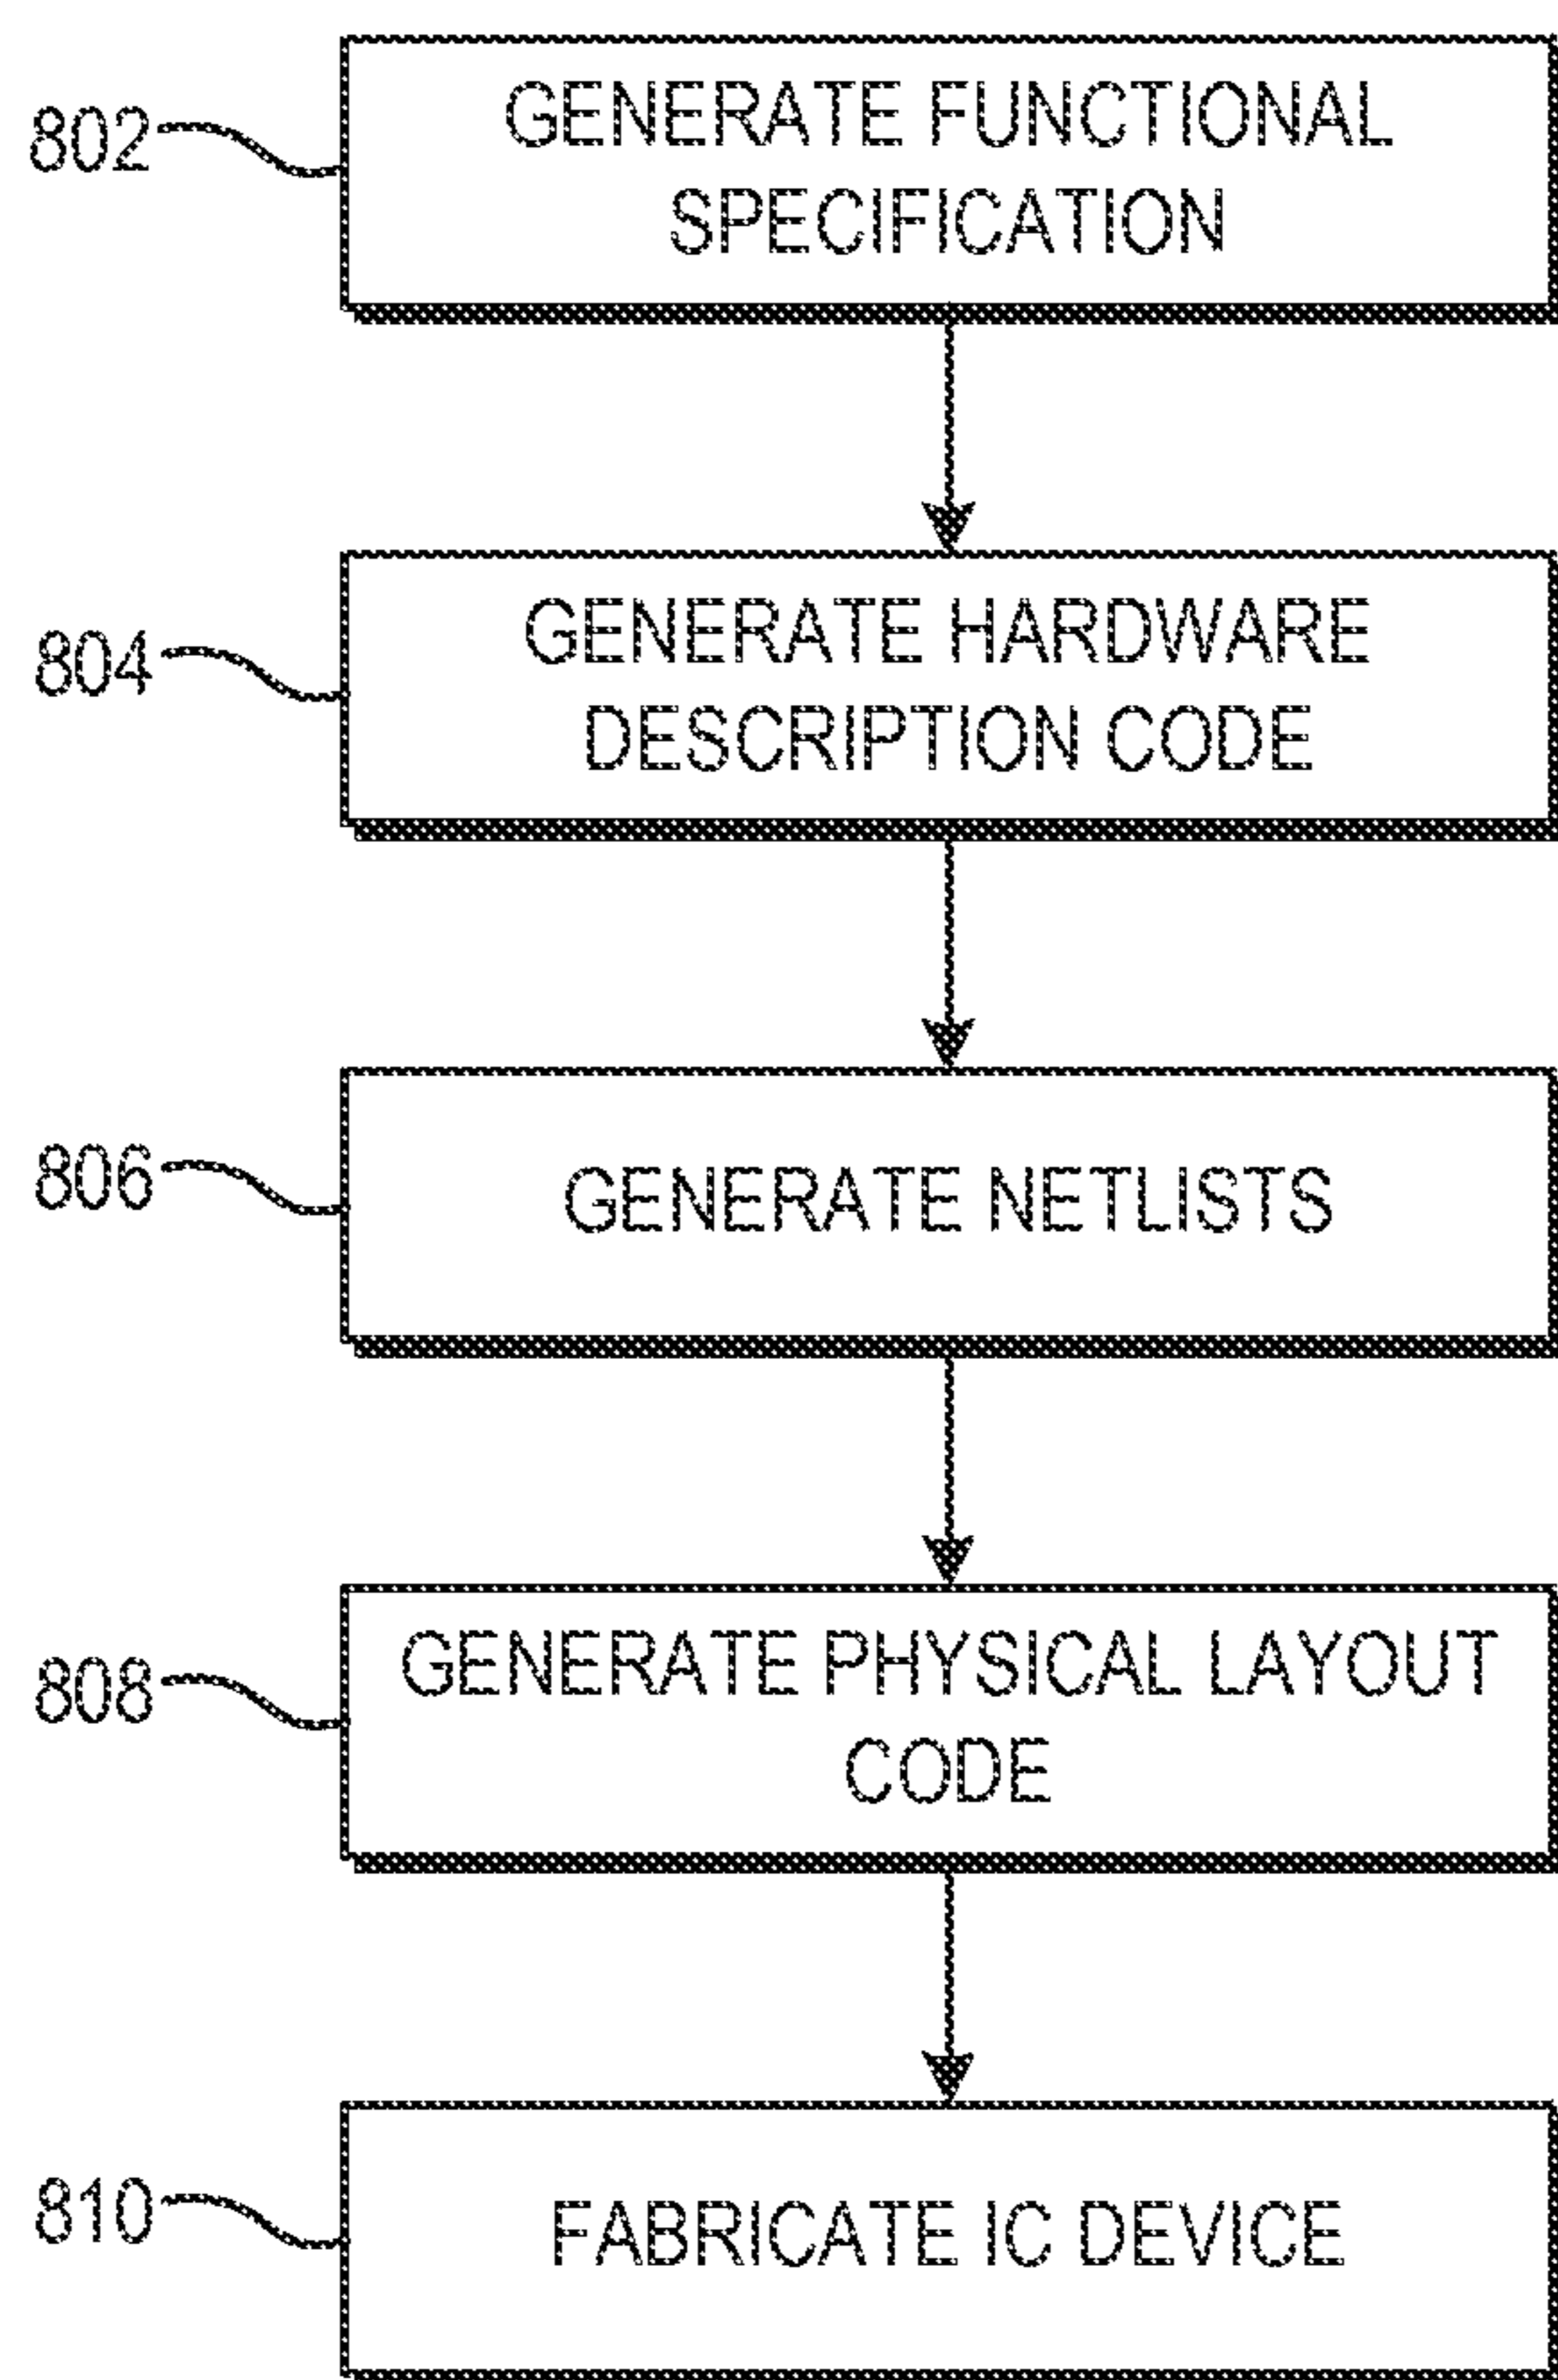 802
GENERATE FUNCTIONAL
SPECIFICATION
804
GENERATE HARDWARE
DESCRIPTION CODE
806
GENERATE NETLISTS
808
GENERATE PHYSICAL LAYOUT
CODE
810
FABRICATE IC DEVICE